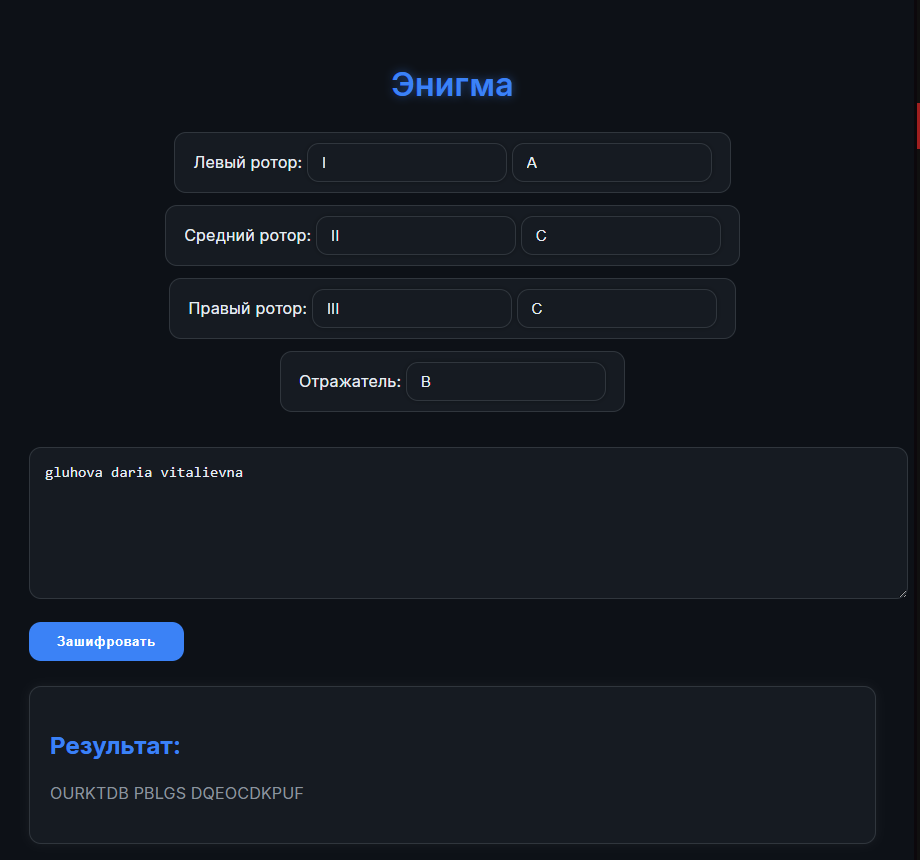 Энигма
Левый ротор: I A
Средний ротор: II C
Правый ротор: III C
Отражатель: B
gluhova daria vitalievna
Зашифровать
Результат:
OURKTDB PBLGS DQEOCDKPUF